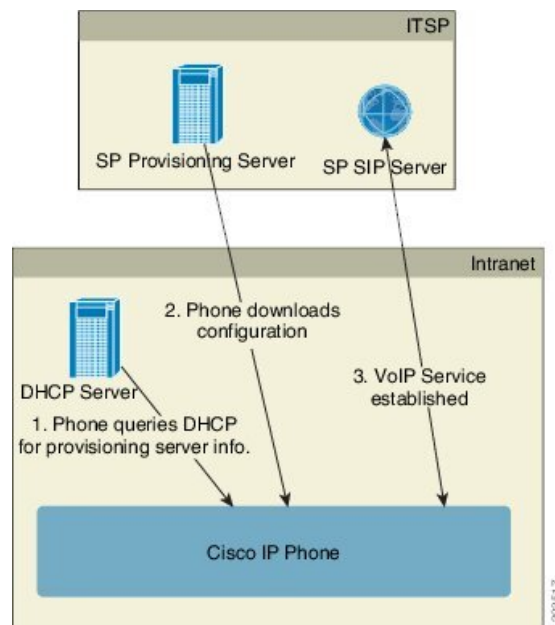 ITSP
SP Provisioning Server
SP SIP Server
Intranet
2. Phone downloads
configuration
DHCP Server
3. VoIP Service
established
1. Phone queries DHCP
for provisioning server info.
Cisco IP Phone